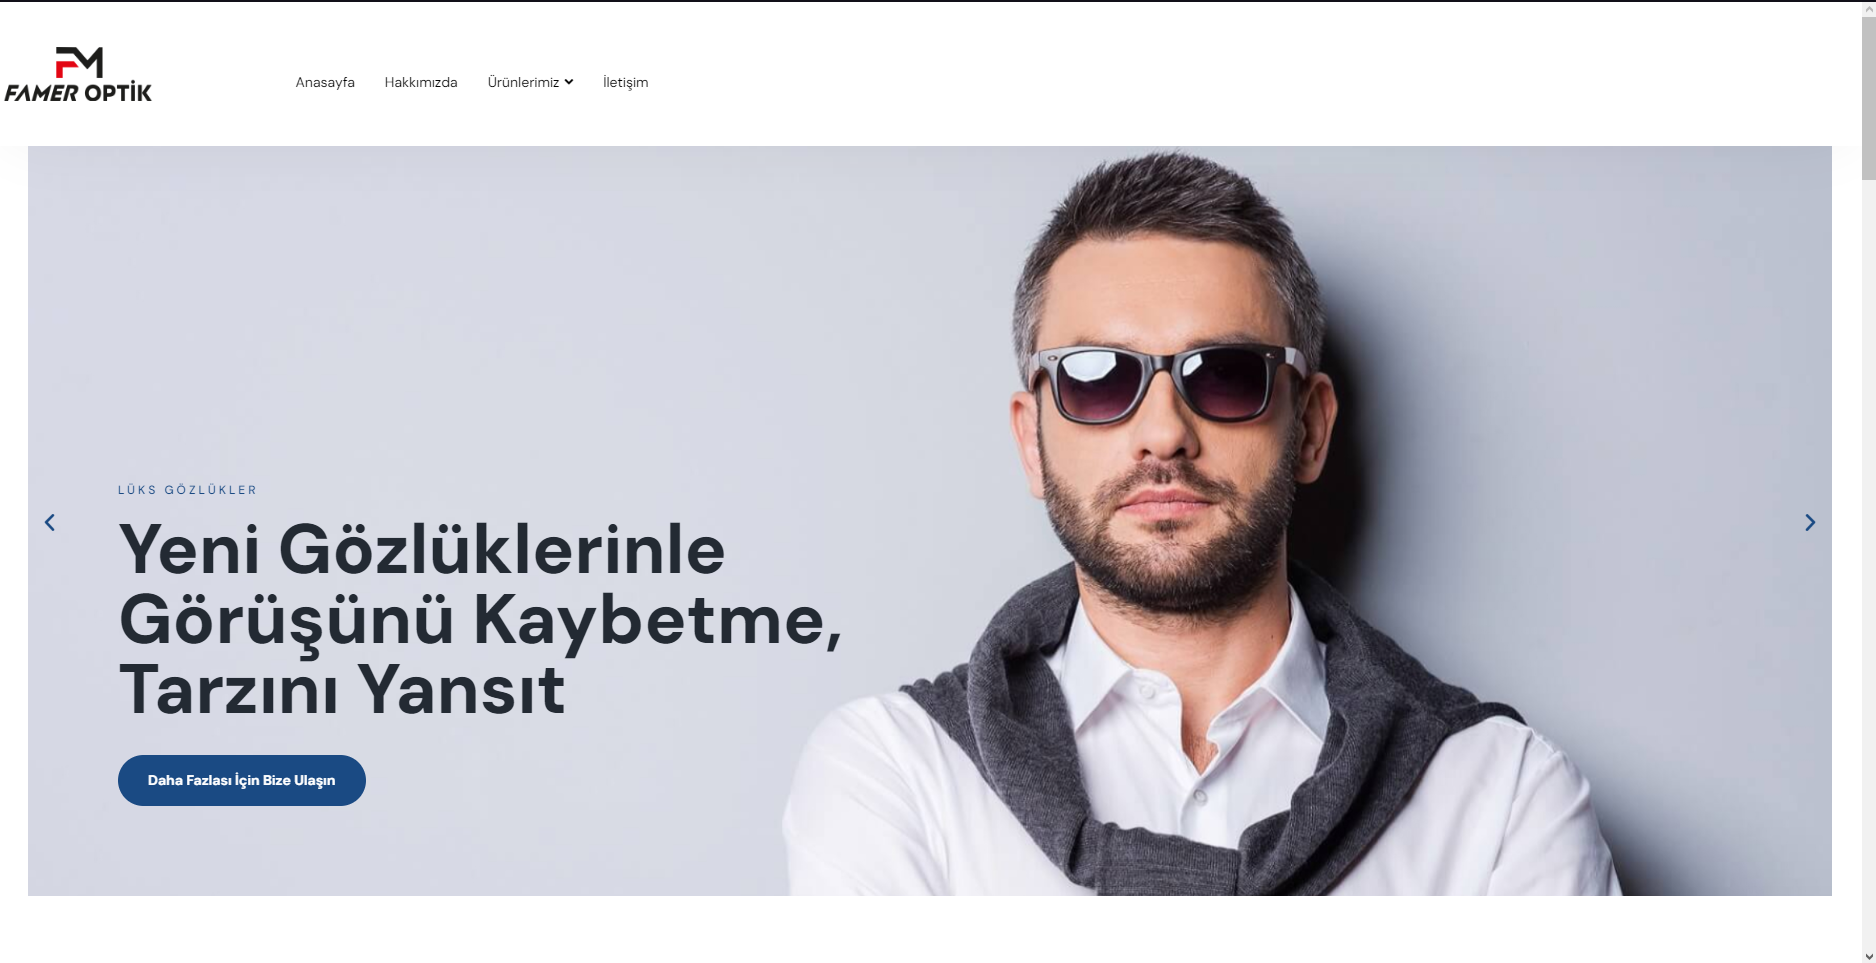 FM
FAMER OPTİK
Anasayfa
Hakkımızda
Ürünlerimiz
İletişim
LÜKS GÖZLÜKLER
Yeni Gözlüklerinle
Görüşünü Kaybetme,
Tarzını Yansıt
Daha Fazlası İçin Bize Ulaşın